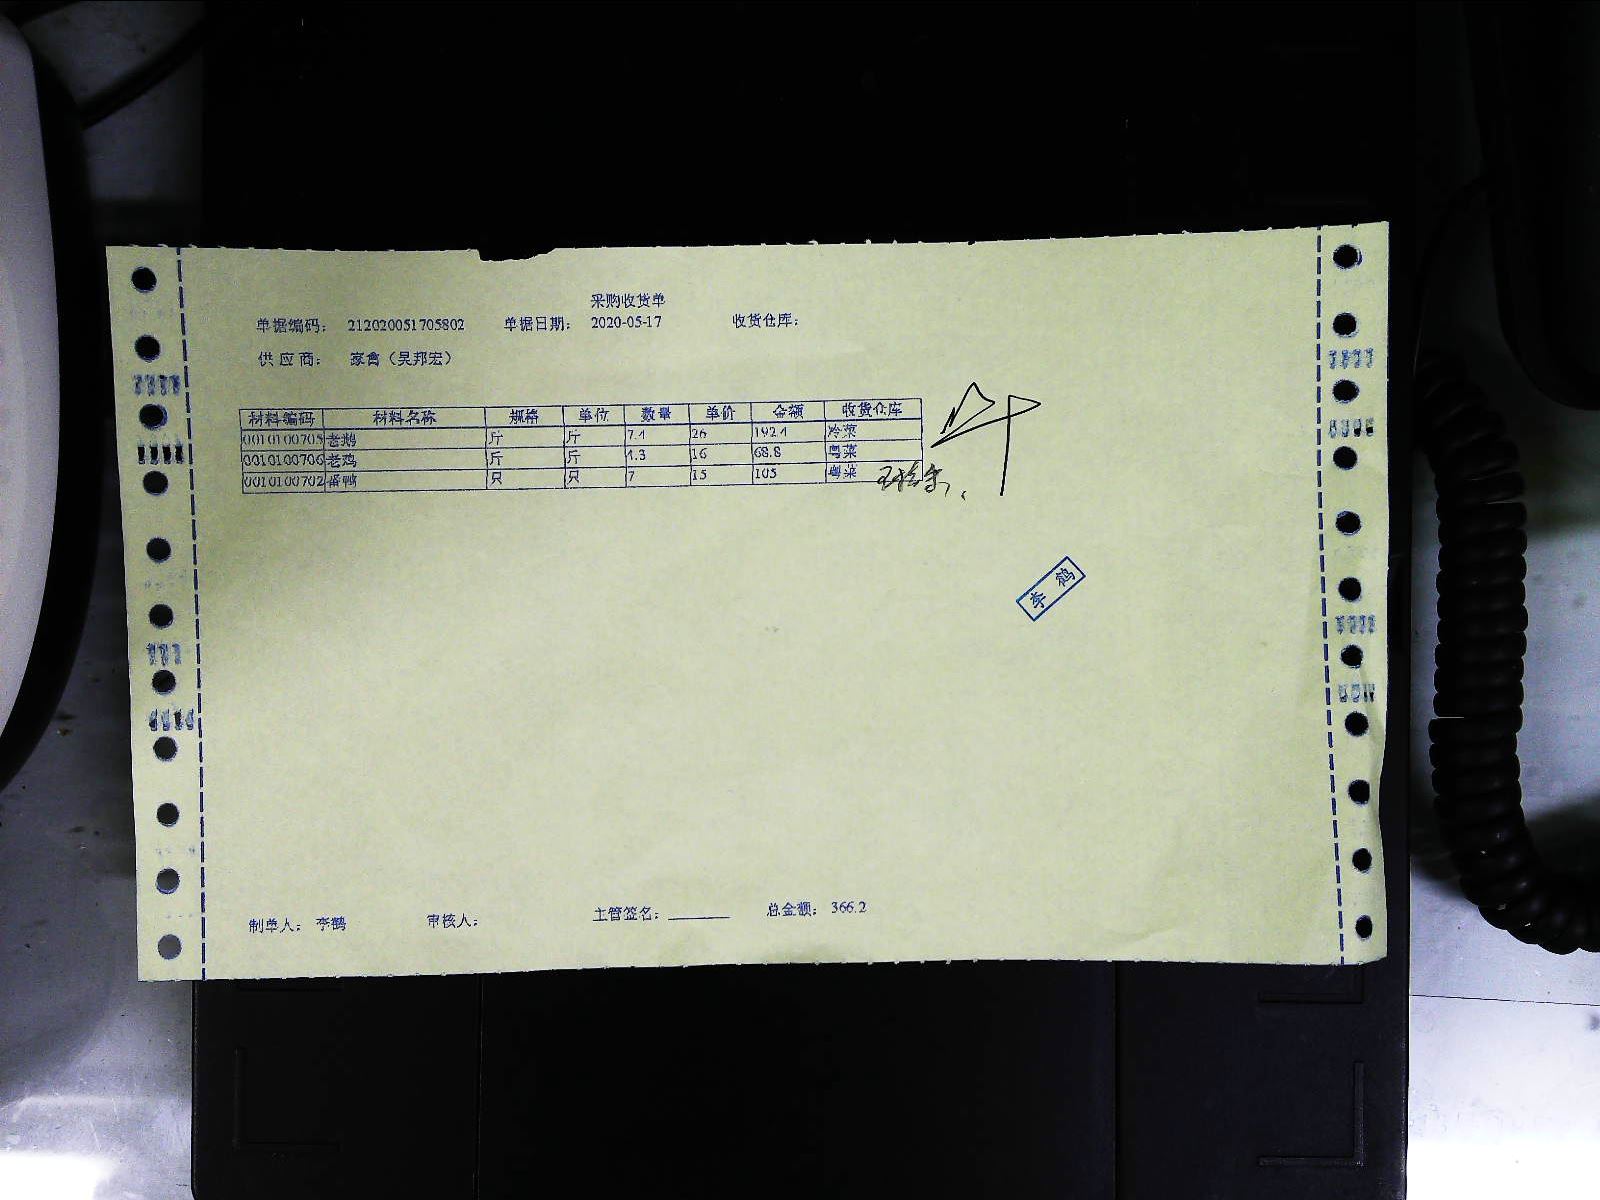 采购收货单
单据编码: 212020051705802 单据日期: 2020-05-17 收货仓库:
供应商: 家禽(吴邦宏)
材料编码 材料名称 规格 单位 数量 单价 金额 收货仓库
0010100705 老鹅 斤 斤 7.4 26 192.4 冷菜
0010100706 老鸡 斤 斤 4.3 16 68.8 粤菜
0010100702 番鸭 只 只 7 15 105 粤菜
李鹤
制单人: 李鹤 审核人: 主管签名: 总金额: 366.2